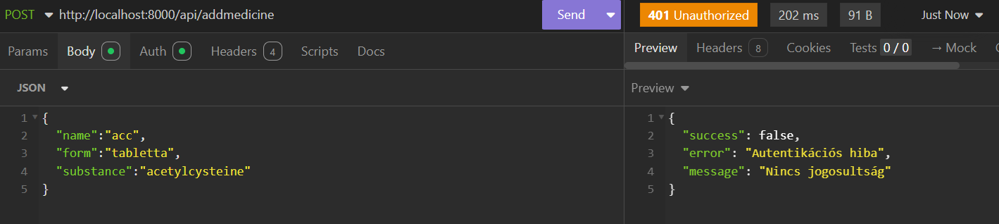 POST http://localhost:8000/api/addmedicine Send
401 Unauthorized 202 ms 91 B Just Now
Params Body Auth Headers 4 Scripts Docs
Preview Headers 8 Cookies Tests 0 / 0 → Mock
JSON
Preview
1 {
2 "name":"acc",
3 "form":"tabletta",
4 "substance":"acetylcysteine"
5 }
1 {
2 "success": false,
3 "error": "Autentikációs hiba",
4 "message": "Nincs jogosultság"
5 }